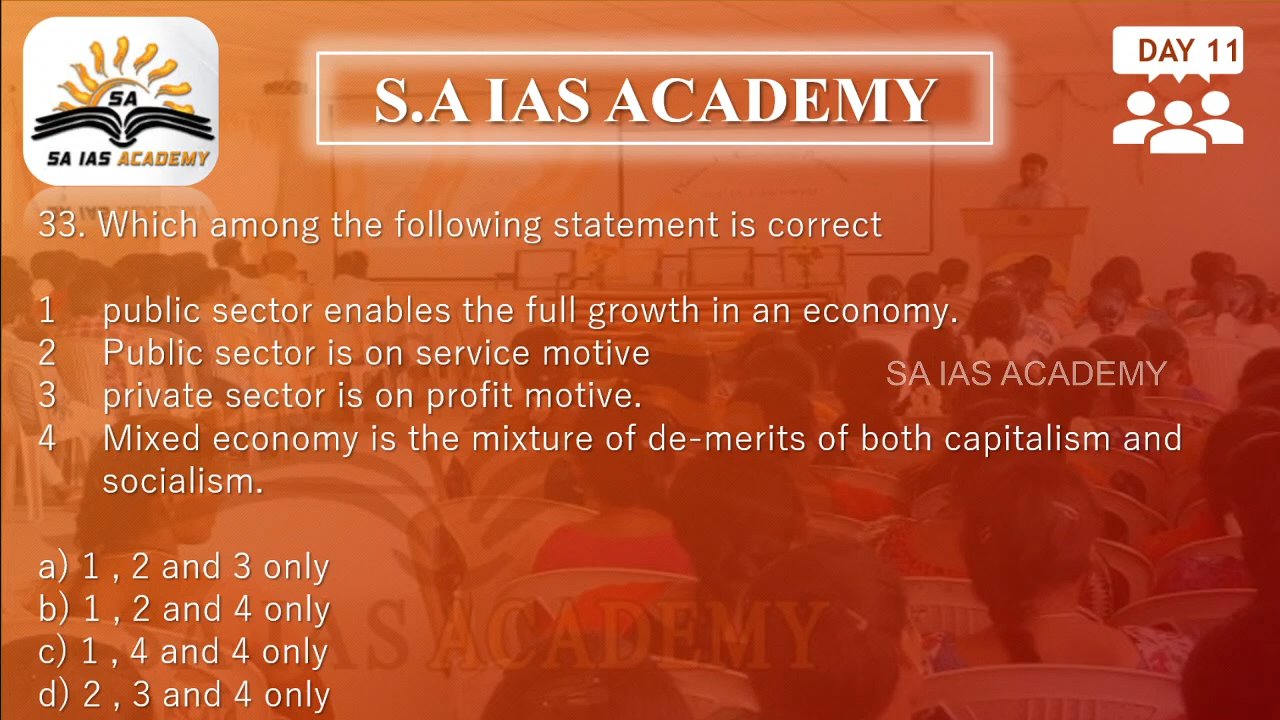 SA
SA IAS ACADEMY
S.A IAS ACADEMY
DAY 11
33. Which among the following statement is correct
1 public sector enables the full growth in an economy.
2 Public sector is on service motive
SA IAS ACADEMY
3 private sector is on profit motive.
4 Mixed economy is the mixture of de-merits of both capitalism and
socialism.
a) 1 , 2 and 3 only
b) 1 , 2 and 4 only
c) 1 , 4 and 4 only
d) 2 , 3 and 4 only
IAS ACADEMY